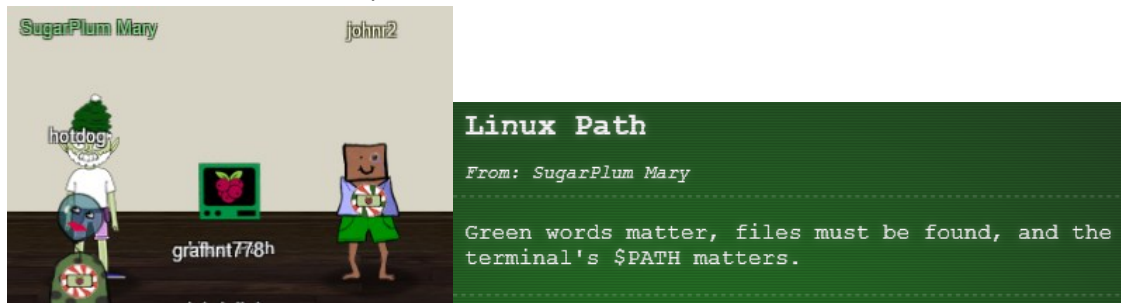 SugarPlum Mary
johnr2
hotdog
Linux Path
From: SugarPlum Mary
Green words matter, files must be found, and the
terminal's $PATH matters.